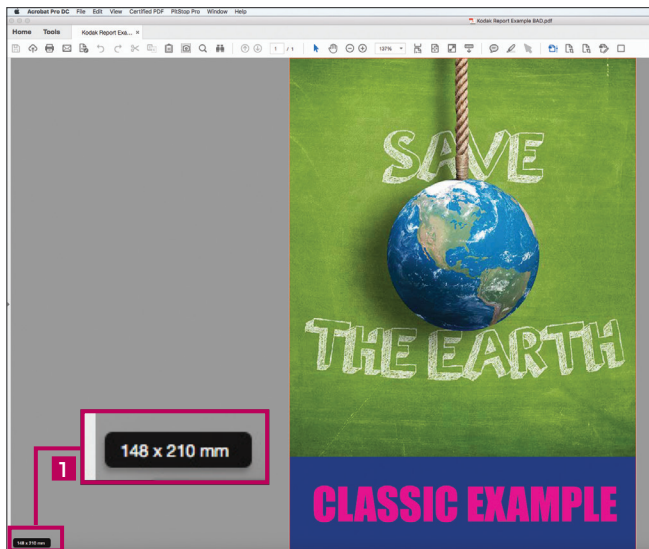 Acrobat Pro DC File Edit View Certified PDF PitStop Pro Window Help
Kodak Report Example BAD.pdf
Home Tools Kodak Report Exa... ×
1 / 1 137%
SAVE
THE EARTH
148 x 210 mm
1
CLASSIC EXAMPLE
148 x 210 mm